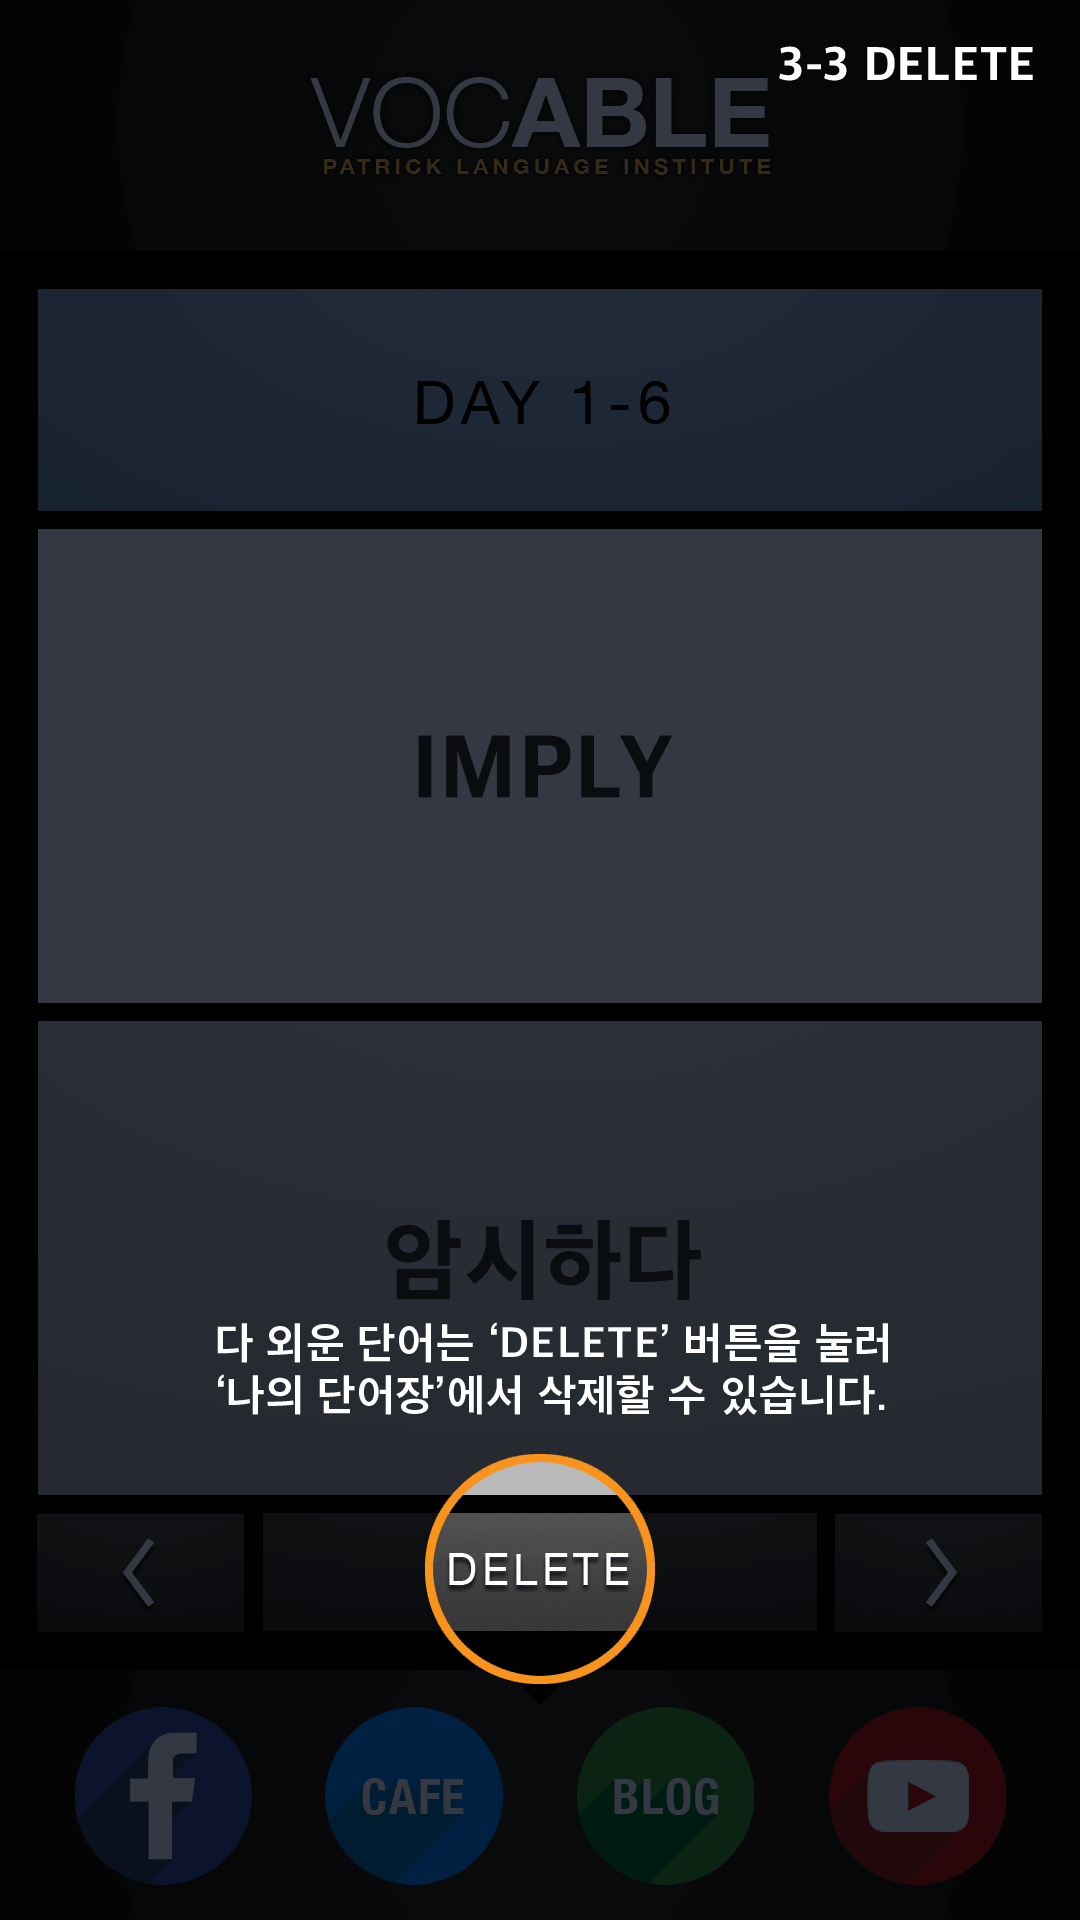 3-3 DELETE
VOCABLE
PATRICK LANGUAGE INSTITUTE
DAY 1-6
IMPLY
암시하다
다 외운 단어는 ‘DELETE’ 버튼을 눌러
‘나의 단어장’에서 삭제할 수 있습니다.
DELETE
CAFE
BLOG